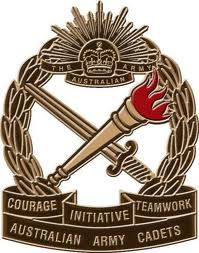 THE ARMY
AUSTRALIAN
COURAGE INITIATIVE TEAMWORK
AUSTRALIAN ARMY CADETS